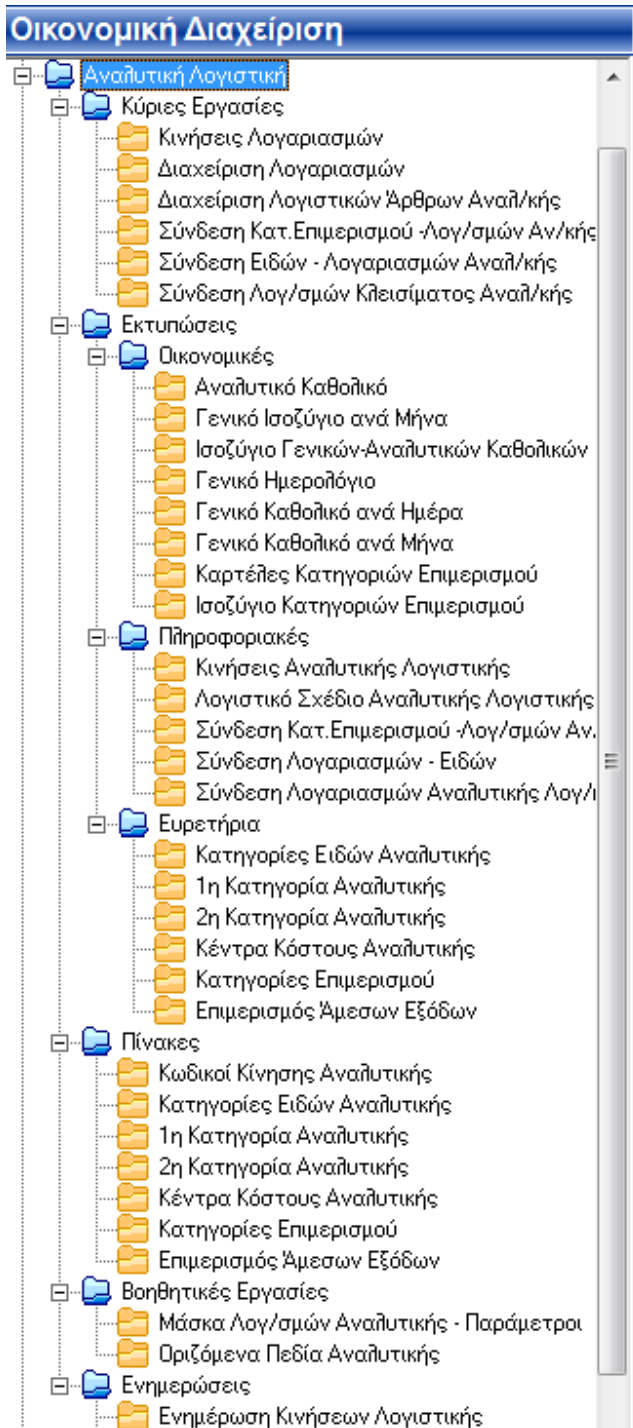 Οικονομική Διαχείριση
Αναλυτική Λογιστική
Κύριες Εργασίες
Κινήσεις Λογαριασμών
Διαχείριση Λογαριασμών
Διαχείριση Λογιστικών Άρθρων Αναλ/κής
Σύνδεση Κατ.Επιμερισμού -Λογ/σμών Αν/κής
Σύνδεση Ειδών - Λογαριασμών Αναλ/κής
Σύνδεση Λογ/σμών Κλεισίματος Αναλ/κής
Εκτυπώσεις
Οικονομικές
Αναλυτικό Καθολικό
Γενικό Ισοζύγιο ανά Μήνα
Ισοζύγιο Γενικών-Αναλυτικών Καθολικών
Γενικό Ημερολόγιο
Γενικό Καθολικό ανά Ημέρα
Γενικό Καθολικό ανά Μήνα
Καρτέλες Κατηγοριών Επιμερισμού
Ισοζύγιο Κατηγοριών Επιμερισμού
Πληροφοριακές
Κινήσεις Αναλυτικής Λογιστικής
Λογιστικό Σχέδιο Αναλυτικής Λογιστικής
Σύνδεση Κατ.Επιμερισμού -Λογ/σμών Αν.
Σύνδεση Λογαριασμών - Ειδών
Σύνδεση Λογαριασμών Αναλυτικής Λογ/
Ευρετήρια
Κατηγορίες Ειδών Αναλυτικής
1η Κατηγορία Αναλυτικής
2η Κατηγορία Αναλυτικής
Κέντρα Κόστους Αναλυτικής
Κατηγορίες Επιμερισμού
Επιμερισμός Άμεσων Εξόδων
Πίνακες
Κωδικοί Κίνησης Αναλυτικής
Κατηγορίες Ειδών Αναλυτικής
1η Κατηγορία Αναλυτικής
2η Κατηγορία Αναλυτικής
Κέντρα Κόστους Αναλυτικής
Κατηγορίες Επιμερισμού
Επιμερισμός Άμεσων Εξόδων
Βοηθητικές Εργασίες
Μάσκα Λογ/σμών Αναλυτικής - Παράμετροι
Οριζόμενα Πεδία Αναλυτικής
Ενημερώσεις
Ενημέρωση Κινήσεων Λογιστικής